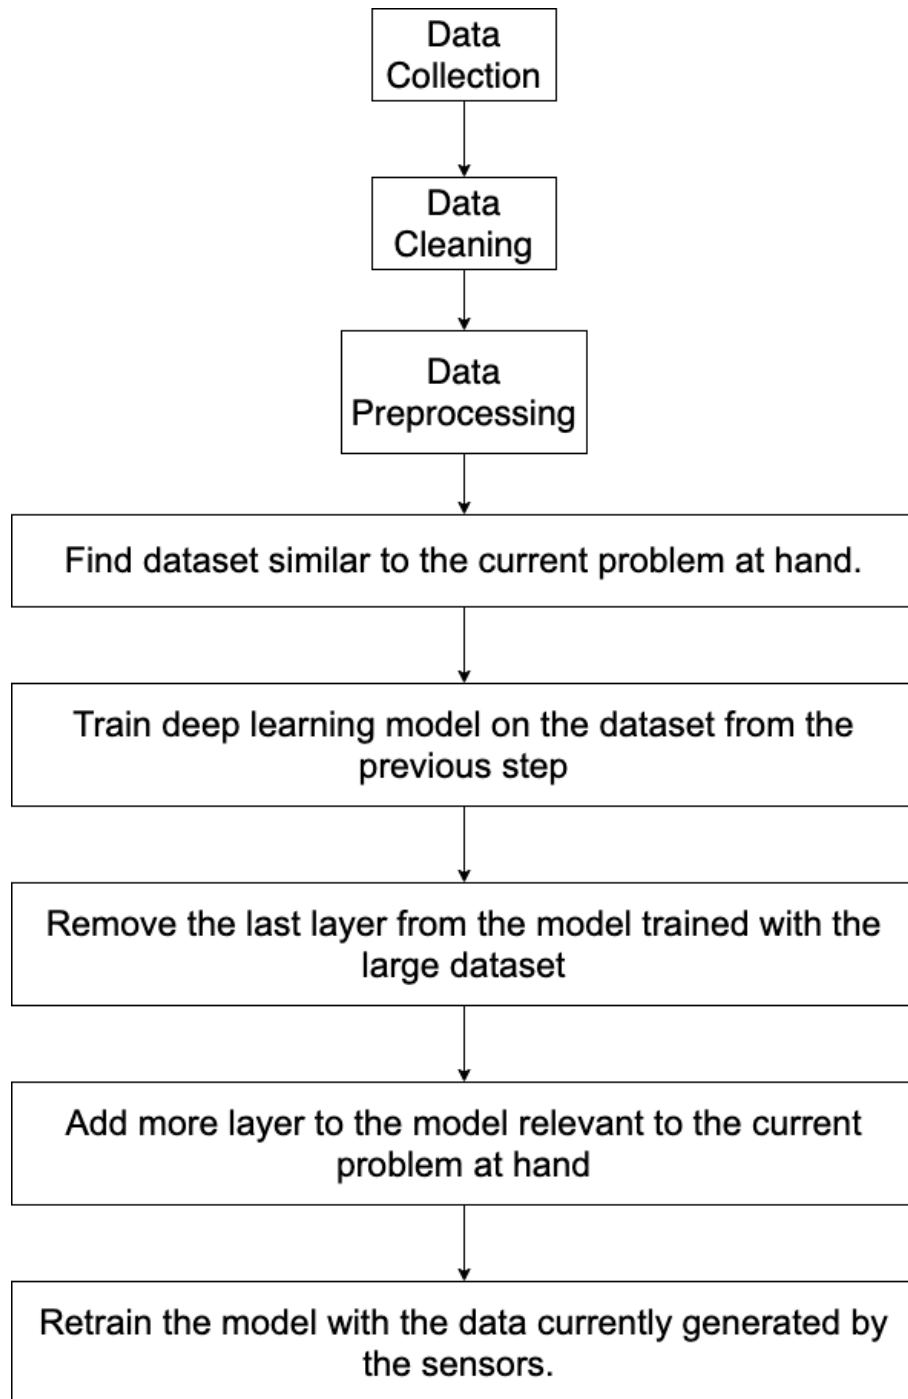 Data
Collection
Data
Cleaning
Data
Preprocessing
Find dataset similar to the current problem at hand.
Train deep learning model on the dataset from the
previous step
Remove the last layer from the model trained with the
large dataset
Add more layer to the model relevant to the current
problem at hand
Retrain the model with the data currently generated by
the sensors.